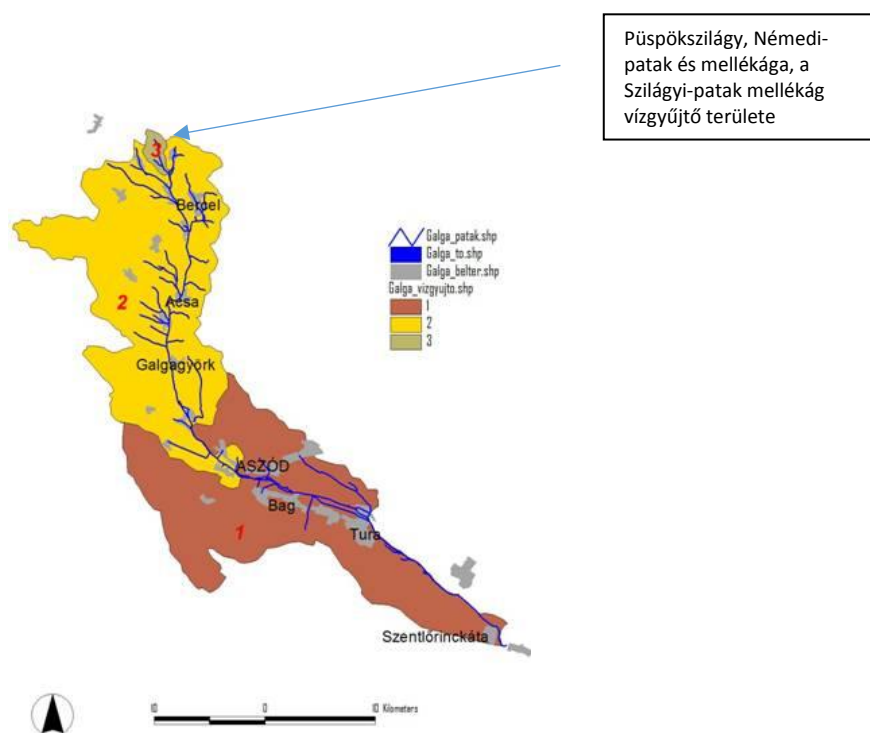 Püspökszilágy, Némedi-
patak és mellékága, a
Szilágyi-patak mellékág
vízgyűjtő területe
3
Bercel
Galga_patak.shp
Galga_to.shp
Galga_belter.shp
Galga_vizgyujto.shp
1
2
3
2
Acsa
Galgagyörk
ASZÓD
Bag
1
Tura
Szentlőrinckáta
10 0 10 Kilometers